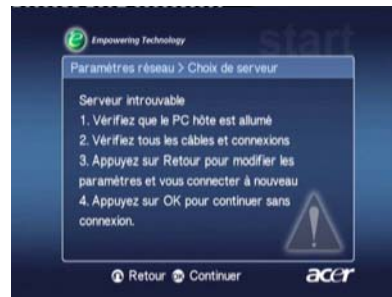 Empowering Technology
start
Paramètres réseau > Choix de serveur
Serveur introuvable
1. Vérifiez que le PC hôte est allumé
2. Vérifiez tous les câbles et connexions
3. Appuyez sur Retour pour modifier les
paramètres et vous connecter à nouveau
4. Appuyez sur OK pour continuer sans
connexion.
Retour OK Continuer
acer